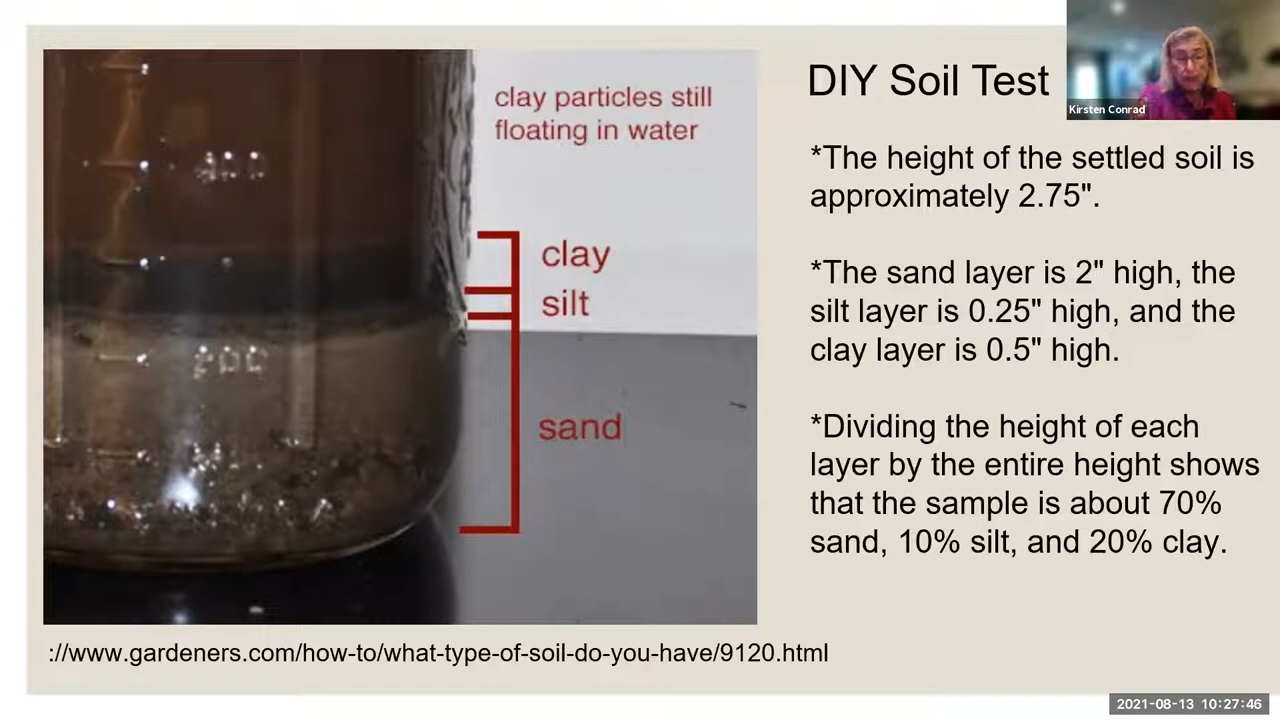 DIY Soil Test
Kirsten Conrad
clay particles still
floating in water
400
clay
silt
200
sand
*The height of the settled soil is
approximately 2.75".
*The sand layer is 2" high, the
silt layer is 0.25" high, and the
clay layer is 0.5" high.
*Dividing the height of each
layer by the entire height shows
that the sample is about 70%
sand, 10% silt, and 20% clay.
://www.gardeners.com/how-to/what-type-of-soil-do-you-have/9120.html
2021-08-13 10:27:46